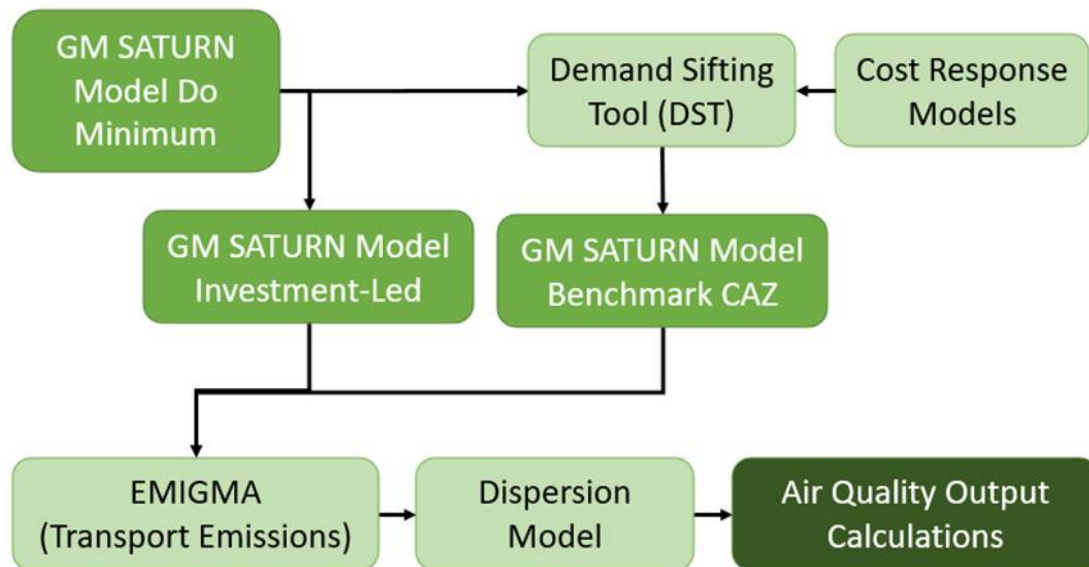 GM SATURN
Model Do
Minimum
Demand Sifting
Tool (DST)
Cost Response
Models
GM SATURN Model
Investment-Led
GM SATURN Model
Benchmark CAZ
EMIGMA
(Transport Emissions)
Dispersion
Model
Air Quality Output
Calculations